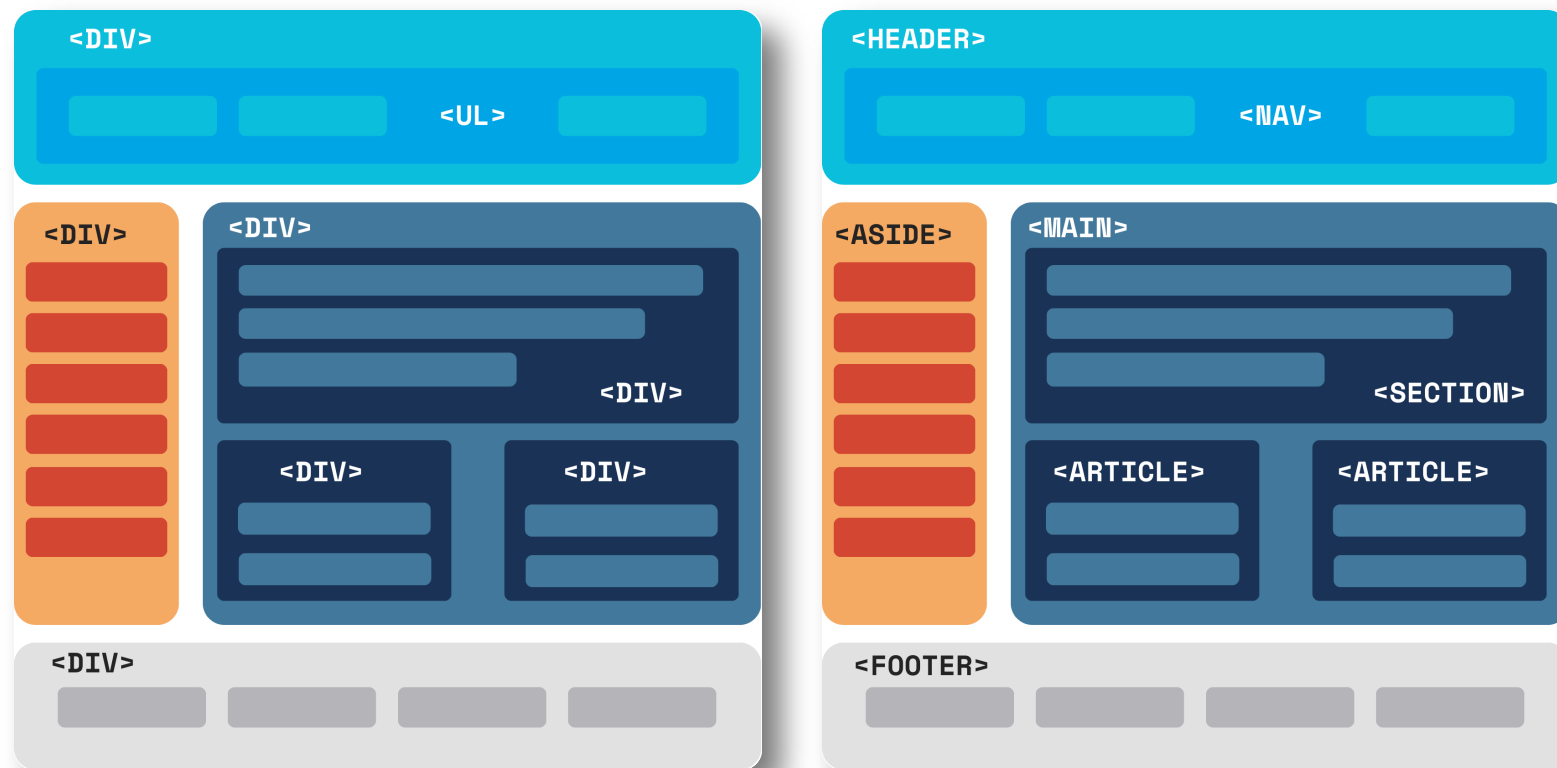 <DIV>
<UL>
<DIV>
<DIV>
<DIV>
<DIV>
<DIV>
<DIV>
<HEADER>
<NAV>
<ASIDE>
<MAIN>
<SECTION>
<ARTICLE>
<ARTICLE>
<FOOTER>